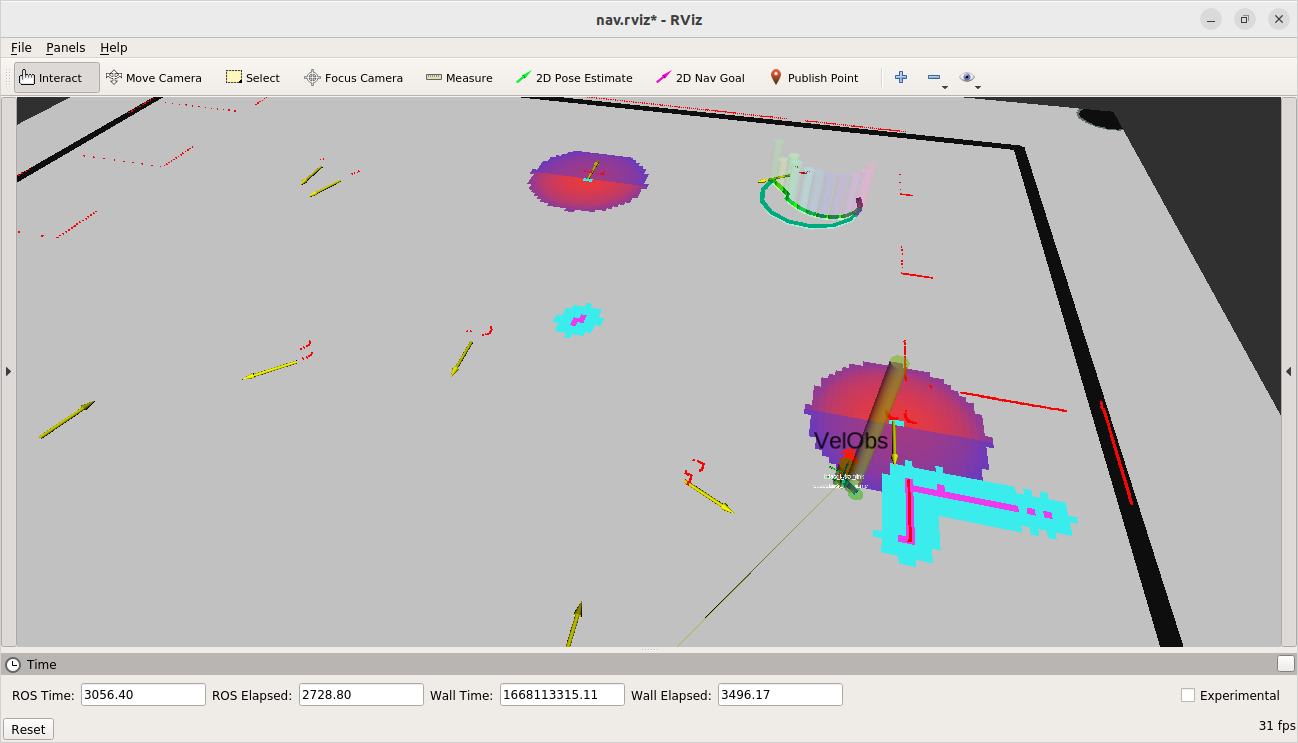 nav.rviz* - RViz
File Panels Help
Interact Move Camera Select Focus Camera Measure 2D Pose Estimate 2D Nav Goal Publish Point
VelObs
Time
ROS Time: 3056.40 ROS Elapsed: 2728.80 Wall Time: 1668113315.11 Wall Elapsed: 3496.17 Experimental
Reset 31 fps